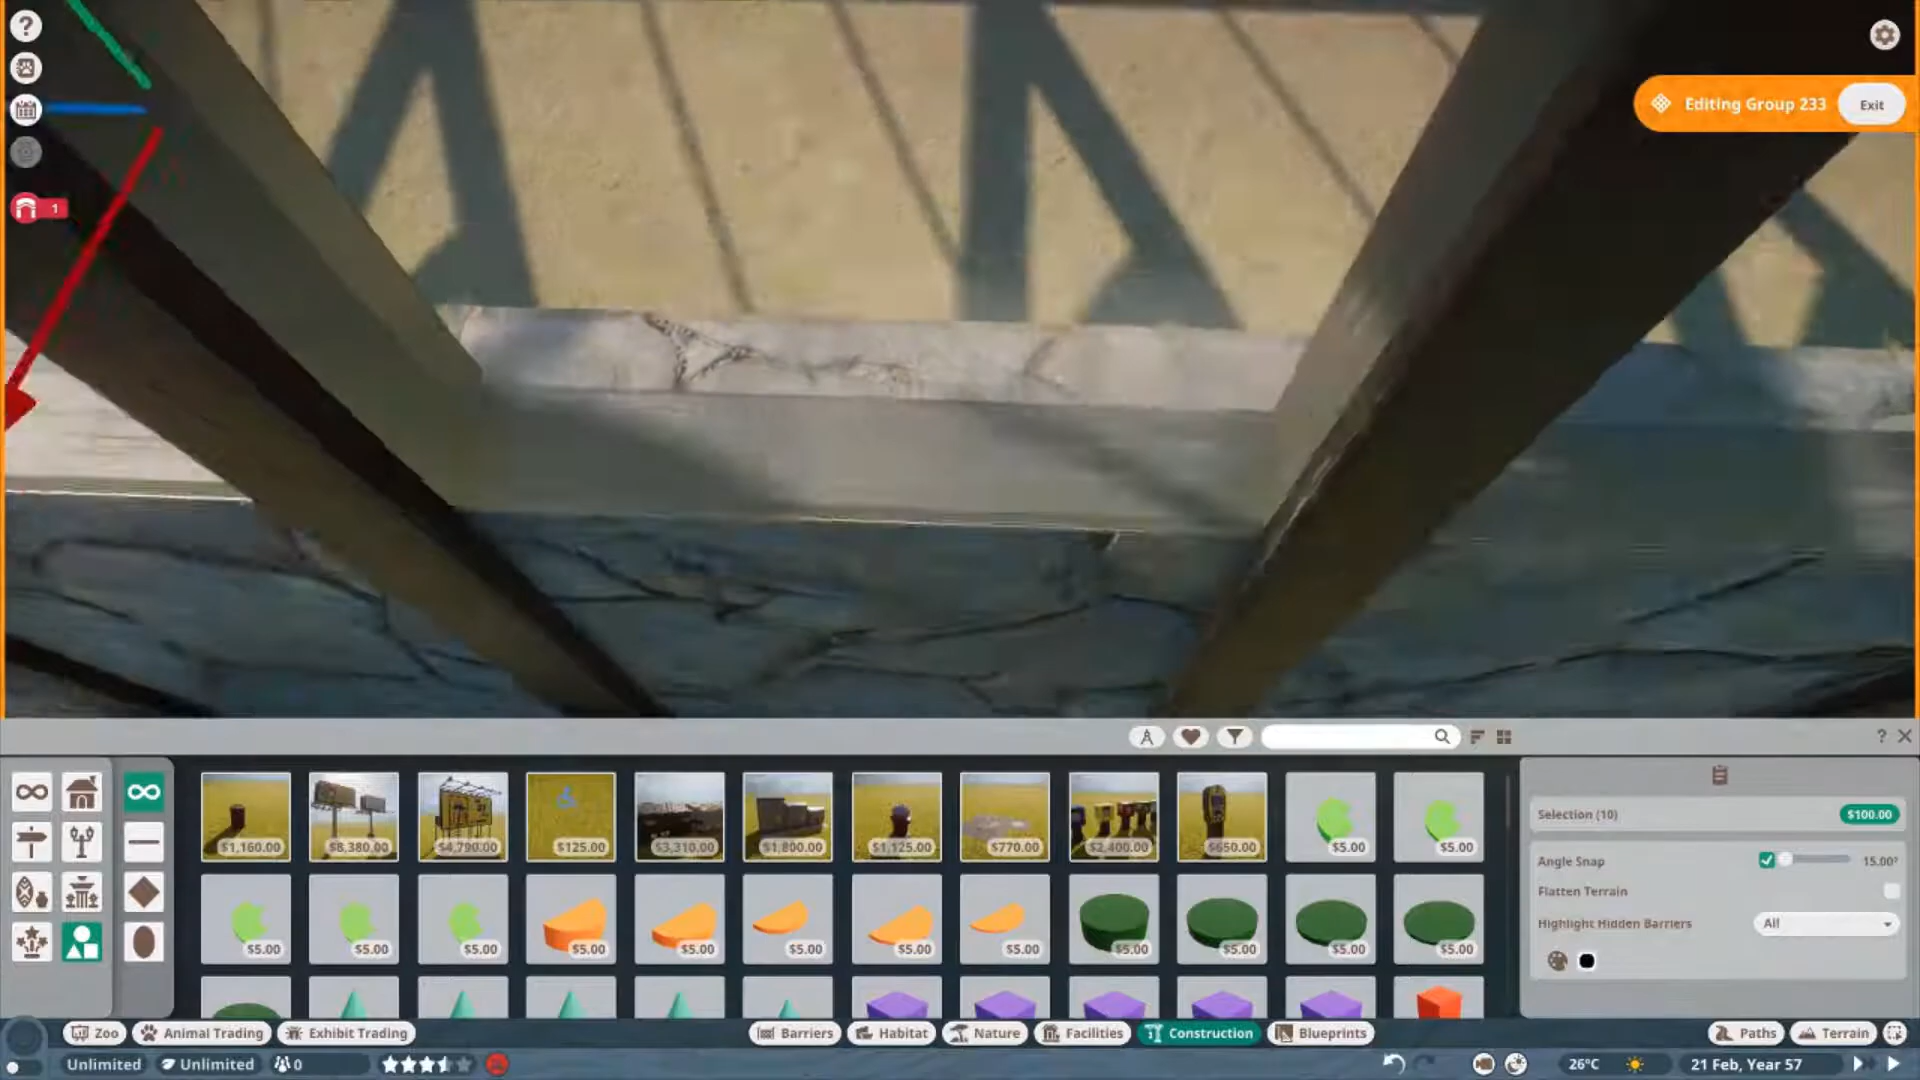 ?
Editing Group 233
Exit
1
?
$1,160.00
$8,380.00
$4,790.00
$125.00
$3,310.00
$1,800.00
$1,125.00
$770.00
$2,400.00
$650.00
$5.00
$5.00
$5.00
$5.00
$5.00
$5.00
$5.00
$5.00
$5.00
$5.00
$5.00
$5.00
$5.00
$5.00
Selection (10)
$100.00
Angle Snap
15.00°
Flatten Terrain
Highlight Hidden Barriers
All
Zoo
Animal Trading
Exhibit Trading
Barriers
Habitat
Nature
Facilities
Construction
Blueprints
Paths
Terrain
Unlimited
Unlimited
0
26°C
21 Feb, Year 57